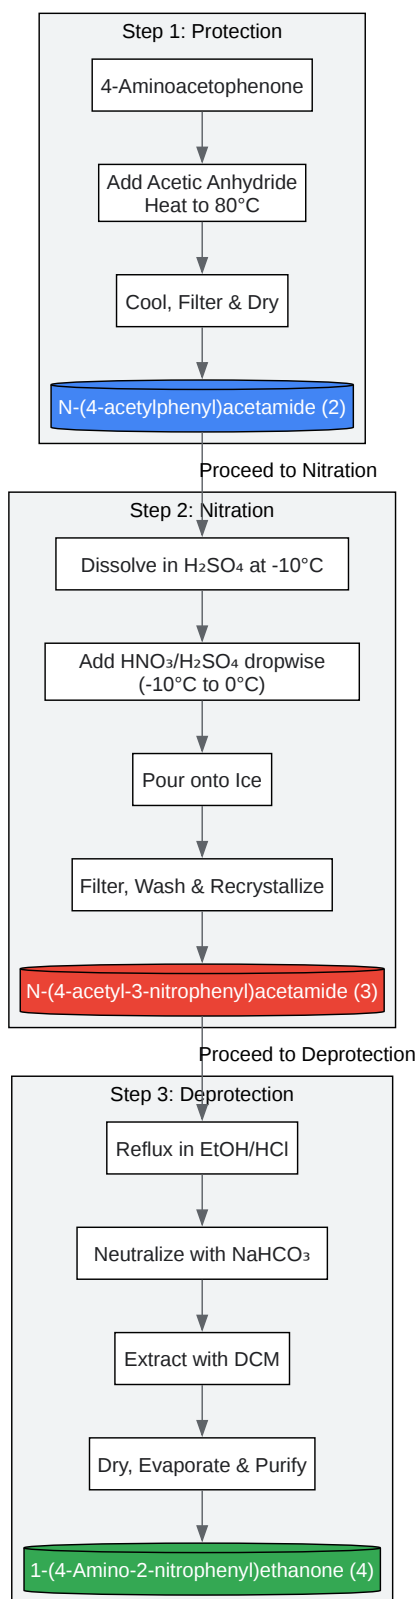 Step 1: Protection
4-Aminoacetophenone
Add Acetic Anhydride
Heat to 80°C
Cool, Filter & Dry
N-(4-acetylphenyl)acetamide (2)
Proceed to Nitration
Step 2: Nitration
Dissolve in H₂SO₄ at -10°C
Add HNO₃/H₂SO₄ dropwise
(-10°C to 0°C)
Pour onto Ice
Filter, Wash & Recrystallize
N-(4-acetyl-3-nitrophenyl)acetamide (3)
Proceed to Deprotection
Step 3: Deprotection
Reflux in EtOH/HCl
Neutralize with NaHCO₃
Extract with DCM
Dry, Evaporate & Purify
1-(4-Amino-2-nitrophenyl)ethanone (4)